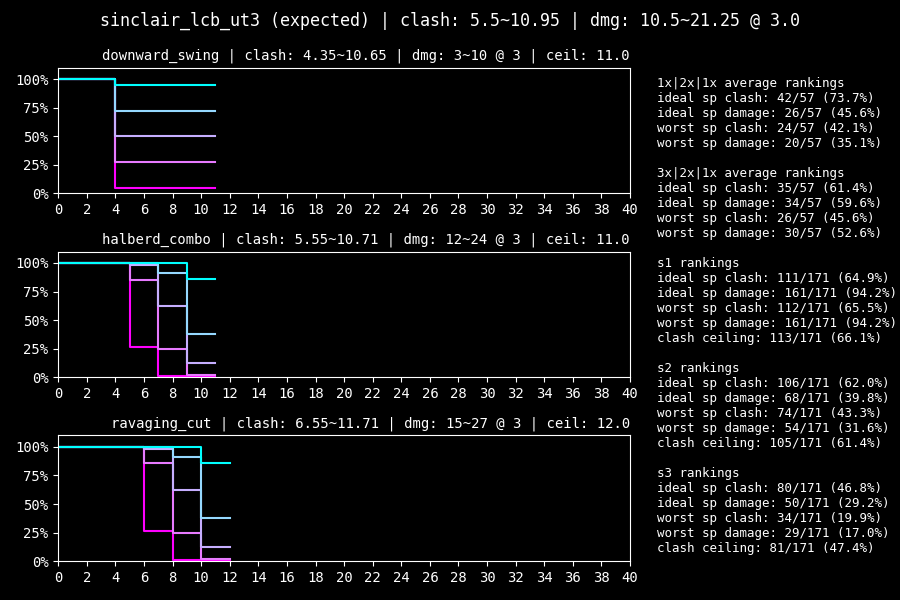 sinclair_lcb_ut3 (expected) | clash: 5.5~10.95 | dmg: 10.5~21.25 @ 3.0
downward_swing | clash: 4.35~10.65 | dmg: 3~10 @ 3 | ceil: 11.0
100%
75%
50%
25%
0%
0 2 4 6 8 10 12 14 16 18 20 22 24 26 28 30 32 34 36 38 40
halberd_combo | clash: 5.55~10.71 | dmg: 12~24 @ 3 | ceil: 11.0
100%
75%
50%
25%
0%
0 2 4 6 8 10 12 14 16 18 20 22 24 26 28 30 32 34 36 38 40
ravaging_cut | clash: 6.55~11.71 | dmg: 15~27 @ 3 | ceil: 12.0
100%
75%
50%
25%
0%
0 2 4 6 8 10 12 14 16 18 20 22 24 26 28 30 32 34 36 38 40
1x|2x|1x average rankings
ideal sp clash: 42/57 (73.7%)
ideal sp damage: 26/57 (45.6%)
worst sp clash: 24/57 (42.1%)
worst sp damage: 20/57 (35.1%)
3x|2x|1x average rankings
ideal sp clash: 35/57 (61.4%)
ideal sp damage: 34/57 (59.6%)
worst sp clash: 26/57 (45.6%)
worst sp damage: 30/57 (52.6%)
s1 rankings
ideal sp clash: 111/171 (64.9%)
ideal sp damage: 161/171 (94.2%)
worst sp clash: 112/171 (65.5%)
worst sp damage: 161/171 (94.2%)
clash ceiling: 113/171 (66.1%)
s2 rankings
ideal sp clash: 106/171 (62.0%)
ideal sp damage: 68/171 (39.8%)
worst sp clash: 74/171 (43.3%)
worst sp damage: 54/171 (31.6%)
clash ceiling: 105/171 (61.4%)
s3 rankings
ideal sp clash: 80/171 (46.8%)
ideal sp damage: 50/171 (29.2%)
worst sp clash: 34/171 (19.9%)
worst sp damage: 29/171 (17.0%)
clash ceiling: 81/171 (47.4%)